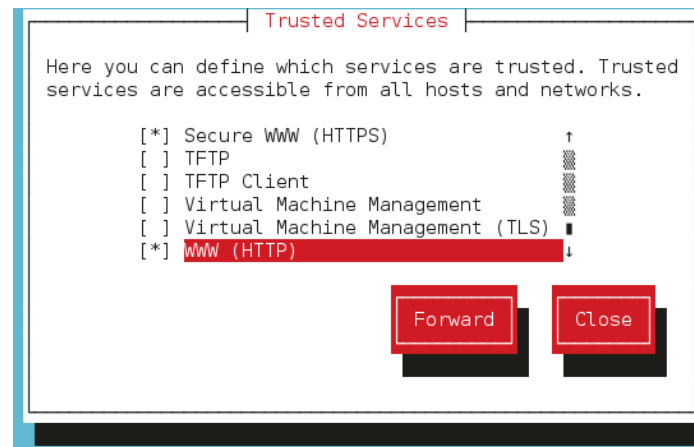 Trusted Services
Here you can define which services are trusted. Trusted
services are accessible from all hosts and networks.
[*] Secure WWW (HTTPS) ↑
[ ] TFTP
[ ] TFTP Client
[ ] Virtual Machine Management
[ ] Virtual Machine Management (TLS)
[*] WWW (HTTP) ↓
Forward Close